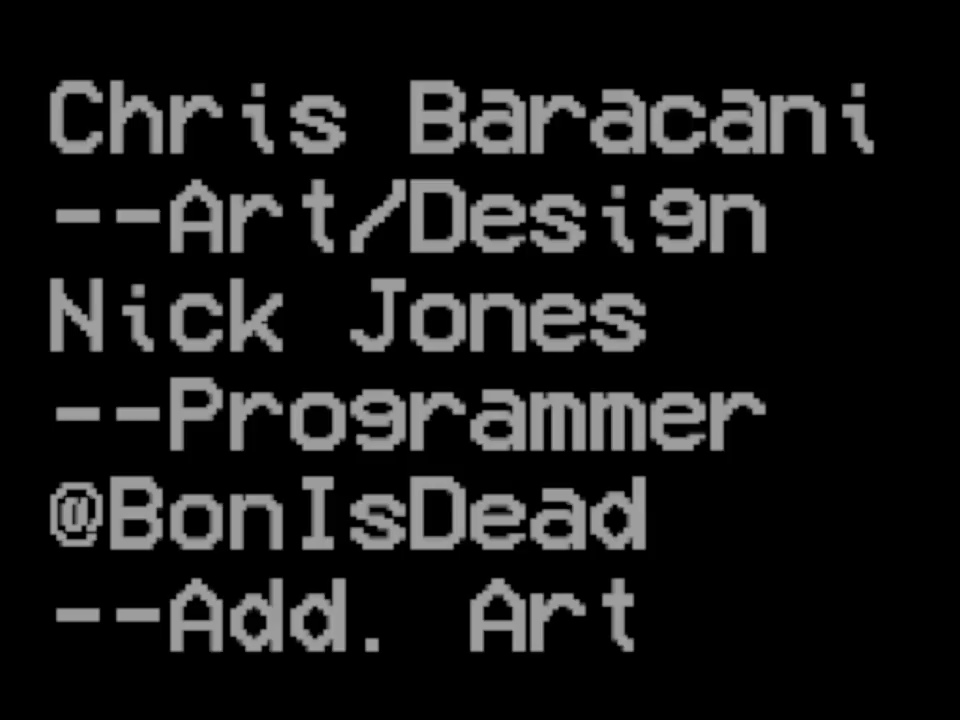 Chris Baracani
--Art/Design
Nick Jones
--Programmer
@BonIsDead
--Add. Art